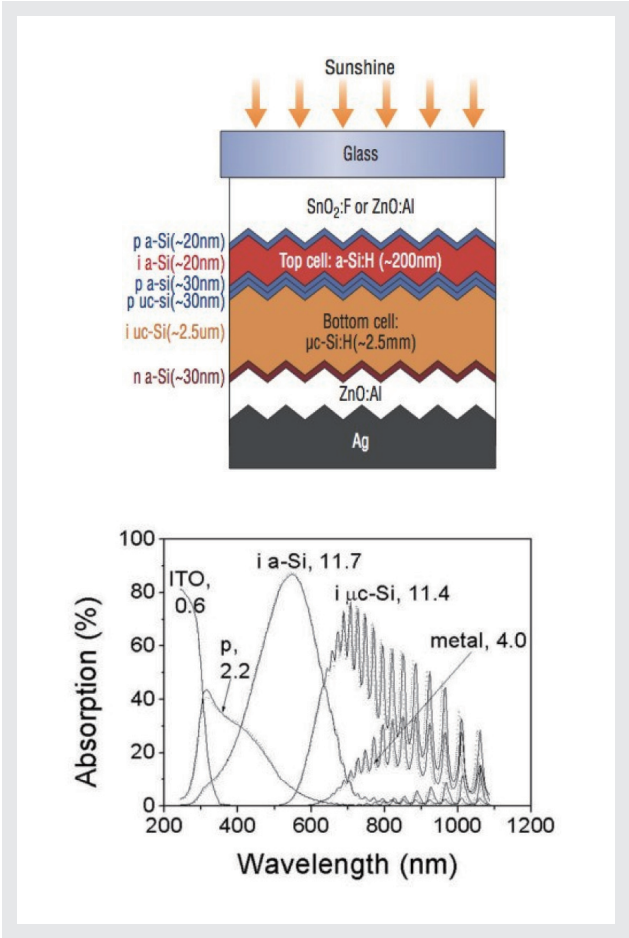 Sunshine
Glass
SnO₂:F or ZnO:Al
p a-Si(~20nm)
i a-Si(~20nm)
Top cell: a-Si:H (~200nm)
p a-si(~30nm)
p uc-si(~30nm)
i uc-Si(~2.5um)
Bottom cell:
µc-Si:H(~2.5mm)
n a-Si(~30nm)
ZnO:Al
Ag
100
80
60
40
20
0
Absorption (%)
ITO,
0.6
p,
2.2
i a-Si, 11.7
i µc-Si, 11.4
metal, 4.0
200 400 600 800 1000 1200
Wavelength (nm)